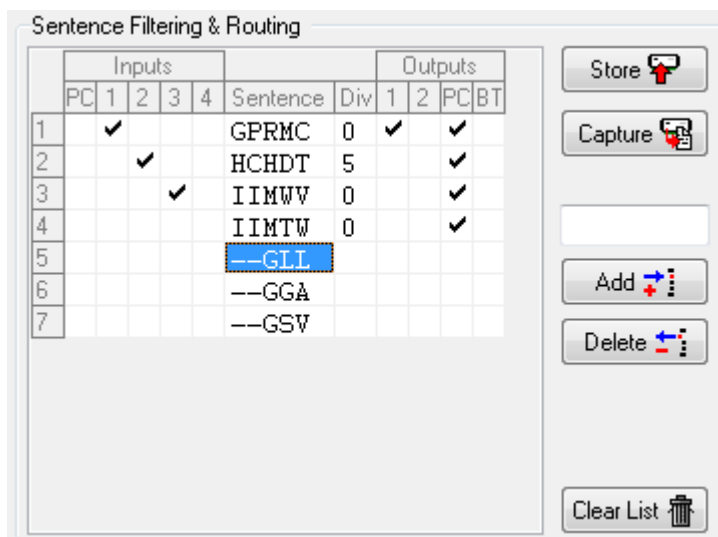 Sentence Filtering & Routing
Inputs Outputs
PC 1 2 3 4 Sentence Div 1 2 PC BT
1 GPRMC 0
2 HCHDT 5
3 IIMWV 0
4 IIMTW 0
5 --GLL
6 --GGA
7 --GSV
Store
Capture
Add
Delete
Clear List